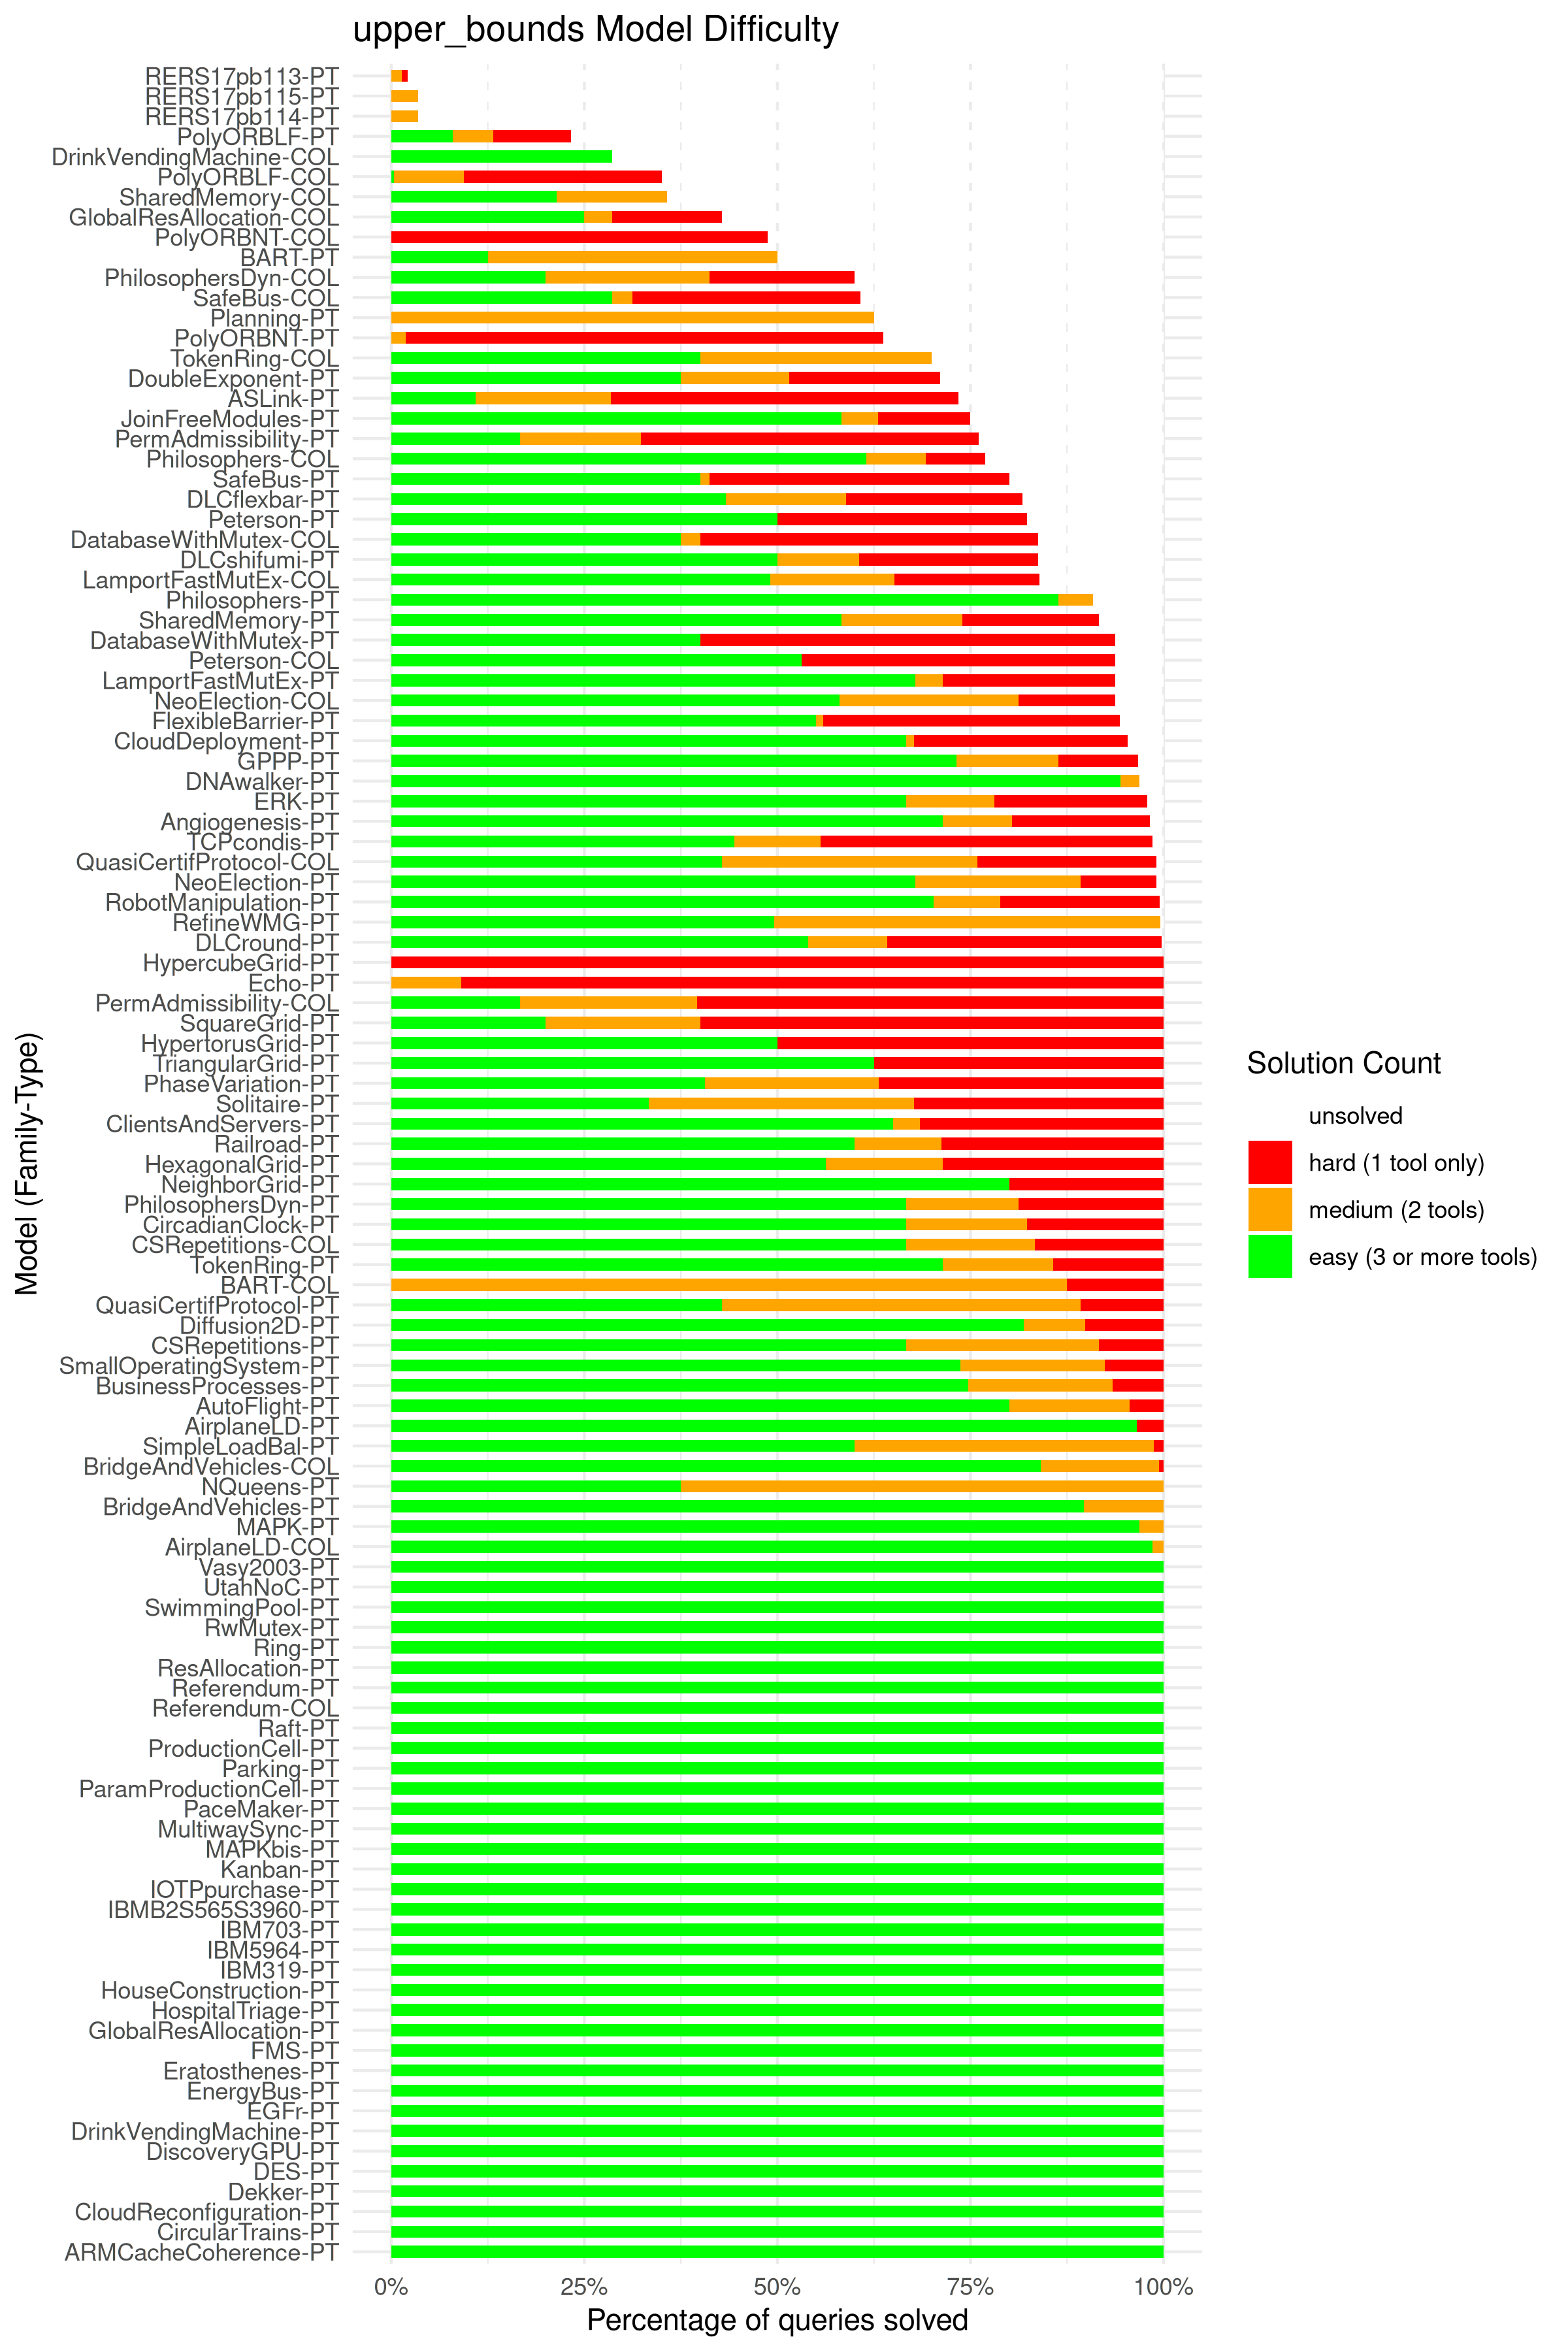 upper_bounds Model Difficulty
RERS17pb113-PT
RERS17pb115-PT
RERS17pb114-PT
PolyORBLF-PT
DrinkVendingMachine-COL
PolyORBLF-COL
SharedMemory-COL
GlobalResAllocation-COL
PolyORBNT-COL
BART-PT
PhilosophersDyn-COL
SafeBus-COL
Planning-PT
PolyORBNT-PT
TokenRing-COL
DoubleExponent-PT
ASLink-PT
JoinFreeModules-PT
PermAdmissibility-PT
Philosophers-COL
SafeBus-PT
DLCflexbar-PT
Peterson-PT
DatabaseWithMutex-COL
DLCshifumi-PT
LamportFastMutEx-COL
Philosophers-PT
SharedMemory-PT
DatabaseWithMutex-PT
Peterson-COL
LamportFastMutEx-PT
NeoElection-COL
FlexibleBarrier-PT
CloudDeployment-PT
GPPP-PT
DNAwalker-PT
ERK-PT
Angiogenesis-PT
TCPcondis-PT
QuasiCertifProtocol-COL
NeoElection-PT
RobotManipulation-PT
RefineWMG-PT
DLCround-PT
HypercubeGrid-PT
Echo-PT
PermAdmissibility-COL
SquareGrid-PT
HypertorusGrid-PT
TriangularGrid-PT
PhaseVariation-PT
Solitaire-PT
ClientsAndServers-PT
Railroad-PT
HexagonalGrid-PT
NeighborGrid-PT
PhilosophersDyn-PT
CircadianClock-PT
CSRepetitions-COL
TokenRing-PT
BART-COL
QuasiCertifProtocol-PT
Diffusion2D-PT
CSRepetitions-PT
SmallOperatingSystem-PT
BusinessProcesses-PT
AutoFlight-PT
AirplaneLD-PT
SimpleLoadBal-PT
BridgeAndVehicles-COL
NQueens-PT
BridgeAndVehicles-PT
MAPK-PT
AirplaneLD-COL
Vasy2003-PT
UtahNoC-PT
SwimmingPool-PT
RwMutex-PT
Ring-PT
ResAllocation-PT
Referendum-PT
Referendum-COL
Raft-PT
ProductionCell-PT
Parking-PT
ParamProductionCell-PT
PaceMaker-PT
MultiwaySync-PT
MAPKbis-PT
Kanban-PT
IOTPpurchase-PT
IBMB2S565S3960-PT
IBM703-PT
IBM5964-PT
IBM319-PT
HouseConstruction-PT
HospitalTriage-PT
GlobalResAllocation-PT
FMS-PT
Eratosthenes-PT
EnergyBus-PT
EGFr-PT
DrinkVendingMachine-PT
DiscoveryGPU-PT
DES-PT
Dekker-PT
CloudReconfiguration-PT
CircularTrains-PT
ARMCacheCoherence-PT
0% 25% 50% 75% 100%
Percentage of queries solved
Model (Family-Type)
Solution Count
unsolved
hard (1 tool only)
medium (2 tools)
easy (3 or more tools)